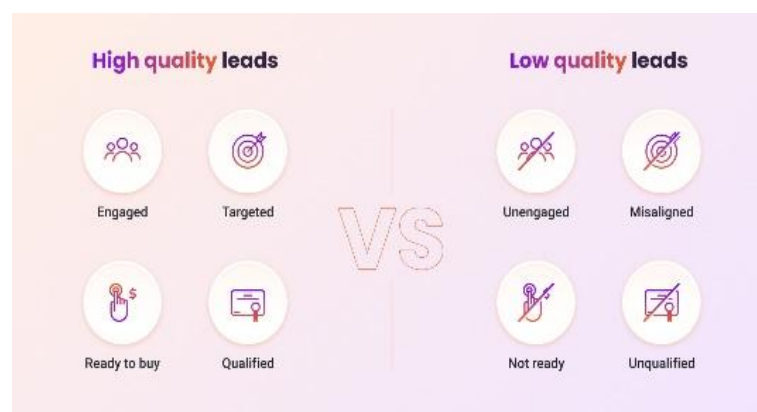 High quality leads
Low quality leads
Engaged
Targeted
Unengaged
Misaligned
VS
$
Ready to buy
Qualified
Not ready
Unqualified